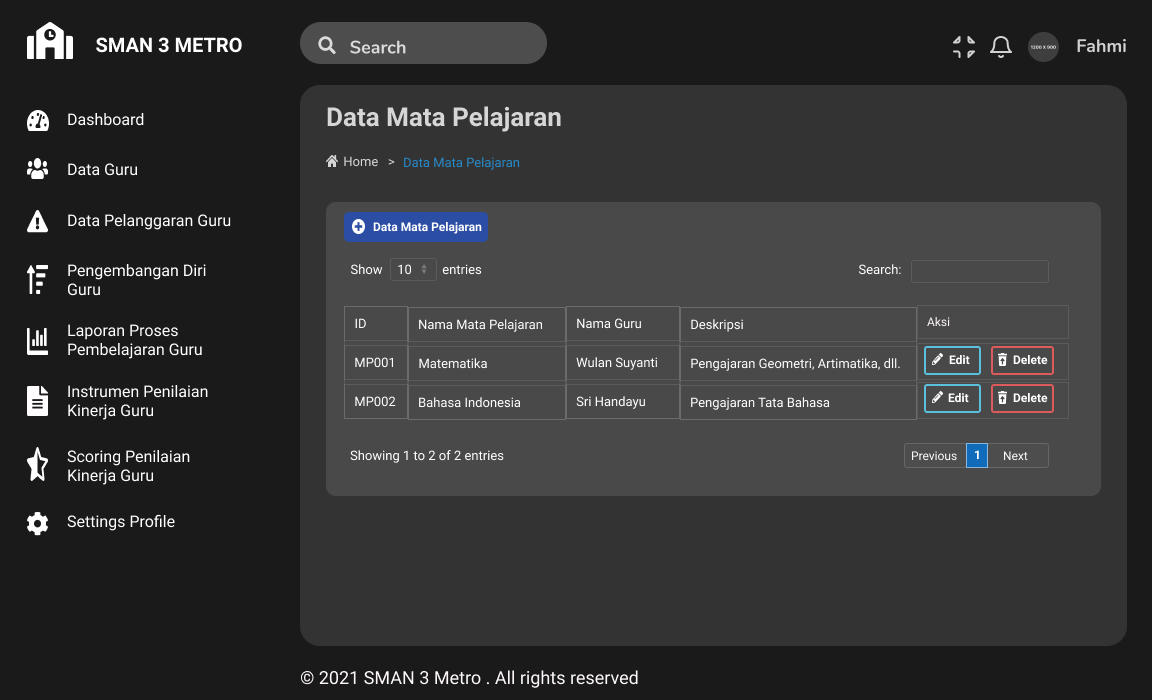 SMAN 3 METRO
Search
1200 X 900
Fahmi
Dashboard
Data Guru
Data Pelanggaran Guru
Pengembangan Diri
Guru
Laporan Proses
Pembelajaran Guru
Instrumen Penilaian
Kinerja Guru
Scoring Penilaian
Kinerja Guru
Settings Profile
Data Mata Pelajaran
Home > Data Mata Pelajaran
Data Mata Pelajaran
Show 10 entries
Search:
ID Nama Mata Pelajaran Nama Guru Deskripsi Aksi
MP001 Matematika Wulan Suyanti Pengajaran Geometri, Artimatika, dll. Edit Delete
MP002 Bahasa Indonesia Sri Handayu Pengajaran Tata Bahasa Edit Delete
Showing 1 to 2 of 2 entries
Previous 1 Next
© 2021 SMAN 3 Metro . All rights reserved